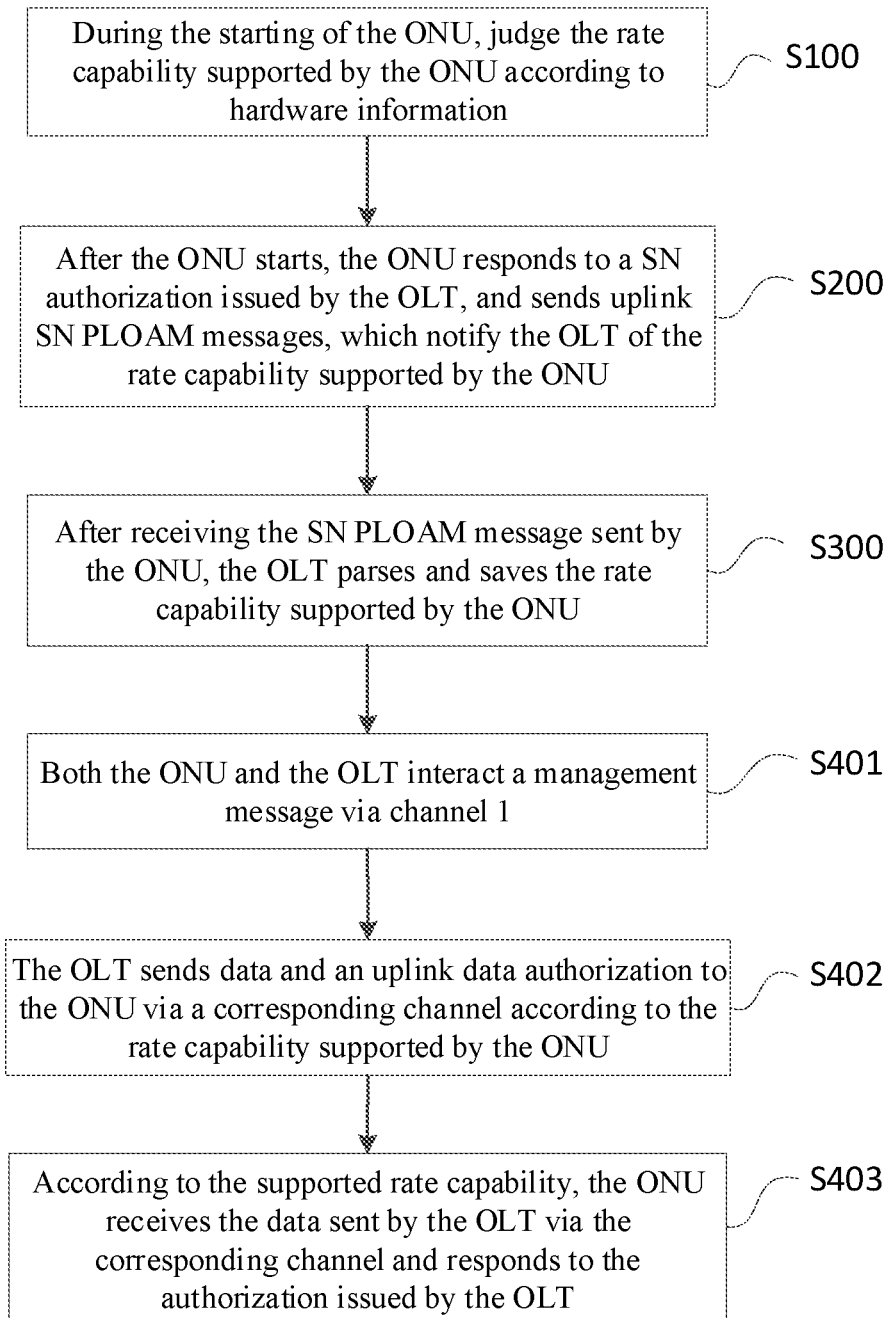 During the starting of the ONU, judge the rate
capability supported by the ONU according to
hardware information
S100
After the ONU starts, the ONU responds to a SN
authorization issued by the OLT, and sends uplink
SN PLOAM messages, which notify the OLT of the
rate capability supported by the ONU
S200
After receiving the SN PLOAM message sent by
the ONU, the OLT parses and saves the rate
capability supported by the ONU
S300
Both the ONU and the OLT interact a management
message via channel 1
S401
The OLT sends data and an uplink data authorization to
the ONU via a corresponding channel according to the
rate capability supported by the ONU
S402
According to the supported rate capability, the ONU
receives the data sent by the OLT via the
corresponding channel and responds to the
authorization issued by the OLT
S403